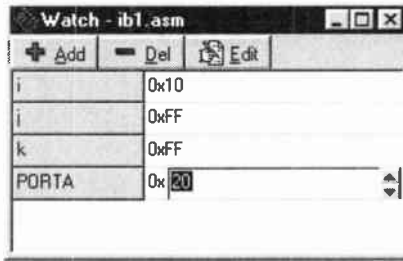 Watch - ib1.asm
Add Del Edit
i 0x10
j 0xFF
k 0xFF
PORTA 0x 20